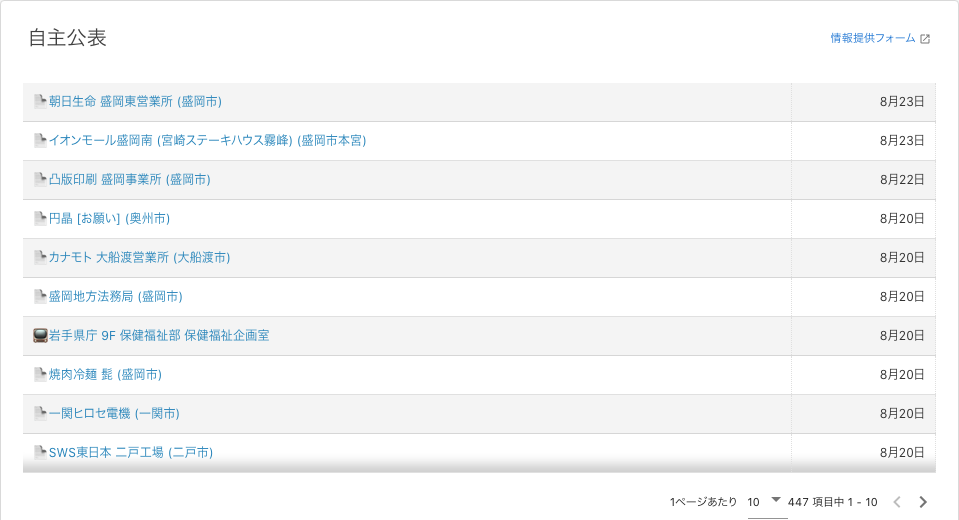 自主公表
情報提供フォーム
朝日生命 盛岡東営業所 (盛岡市) 8月23日
イオンモール盛岡南 (宮崎ステーキハウス霧峰) (盛岡市本宮) 8月23日
凸版印刷 盛岡事業所 (盛岡市) 8月22日
円晶 [お願い] (奥州市) 8月20日
カナモト 大船渡営業所 (大船渡市) 8月20日
盛岡地方法務局 (盛岡市) 8月20日
岩手県庁 9F 保健福祉部 保健福祉企画室 8月20日
焼肉冷麺 髭 (盛岡市) 8月20日
一関ヒロセ電機 (一関市) 8月20日
SWS東日本 二戸工場 (二戸市) 8月20日
1ページあたり 10 447 項目中 1 - 10